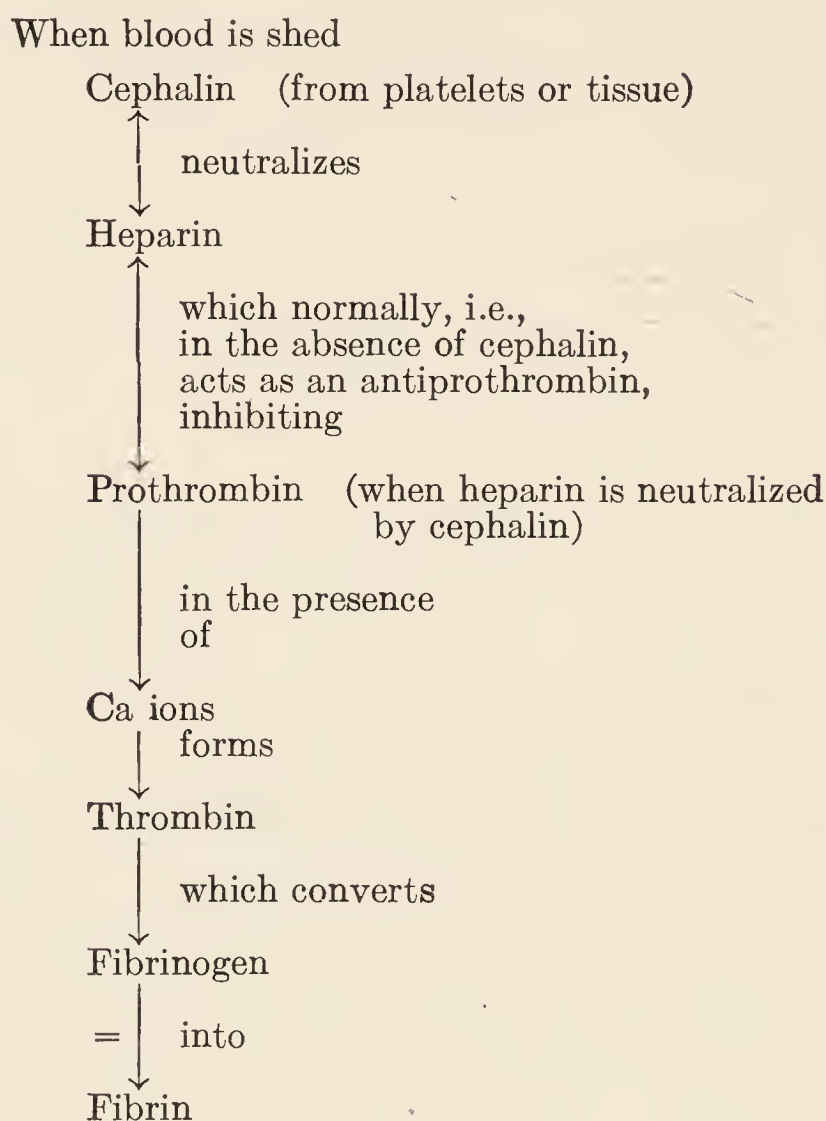 When blood is shed
Cephalin (from platelets or tissue)
neutralizes
Heparin
which normally, i.e.,
in the absence of cephalin,
acts as an antiprothrombin,
inhibiting
Prothrombin (when heparin is neutralized
by cephalin)
in the presence
of
Ca ions
forms
Thrombin
which converts
Fibrinogen
= into
Fibrin